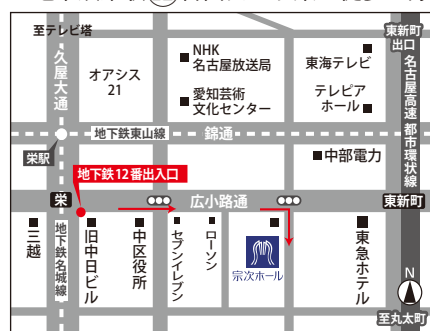 至テレビ塔
久屋大通
オアシス
21
NHK
名古屋放送局
愛知芸術
文化センター
東海テレビ
テレピア
ホール
東新町
出口
名古屋高速 都市環状線
地下鉄東山線
錦通
栄駅
中部電力
地下鉄12番出入口
栄
広小路通
東新町
三越
地下鉄名城線
旧中日ビル
中区役所
セブンイレブン
ローソン
宗次ホール
東急ホテル
N
至丸太町